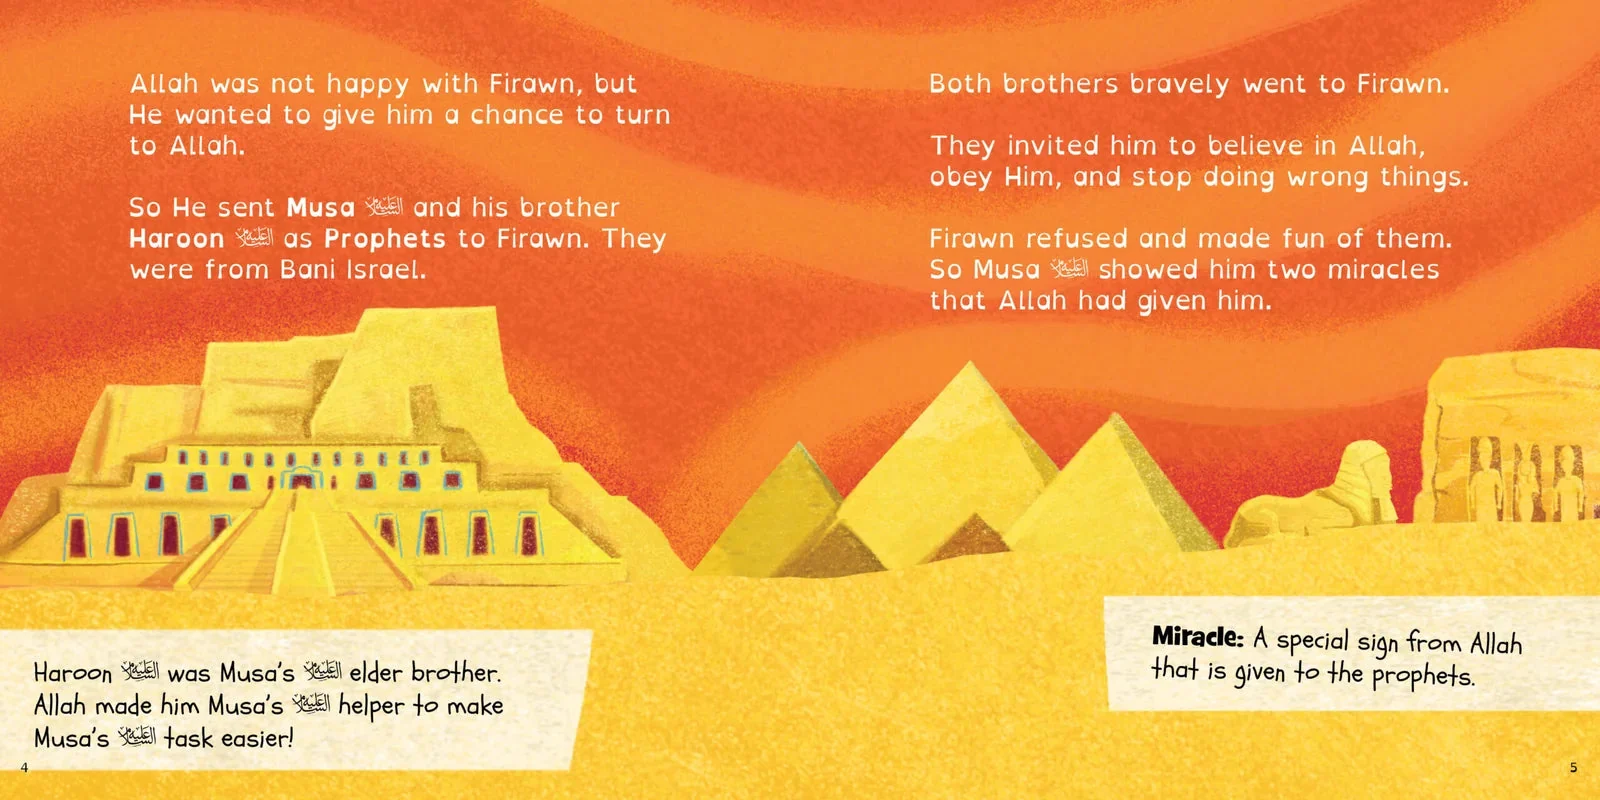 Allah was not happy with Firawn, but
He wanted to give him a chance to turn
to Allah.
So He sent Musa عليه السلام and his brother
Haroon عليه السلام as Prophets to Firawn. They
were from Bani Israel.
Haroon عليه السلام was Musa's عليه السلام elder brother.
Allah made him Musa's عليه السلام helper to make
Musa's عليه السلام task easier!
4
Both brothers bravely went to Firawn.
They invited him to believe in Allah,
obey Him, and stop doing wrong things.
Firawn refused and made fun of them.
So Musa عليه السلام showed him two miracles
that Allah had given him.
Miracle: A special sign from Allah
that is given to the prophets.
5